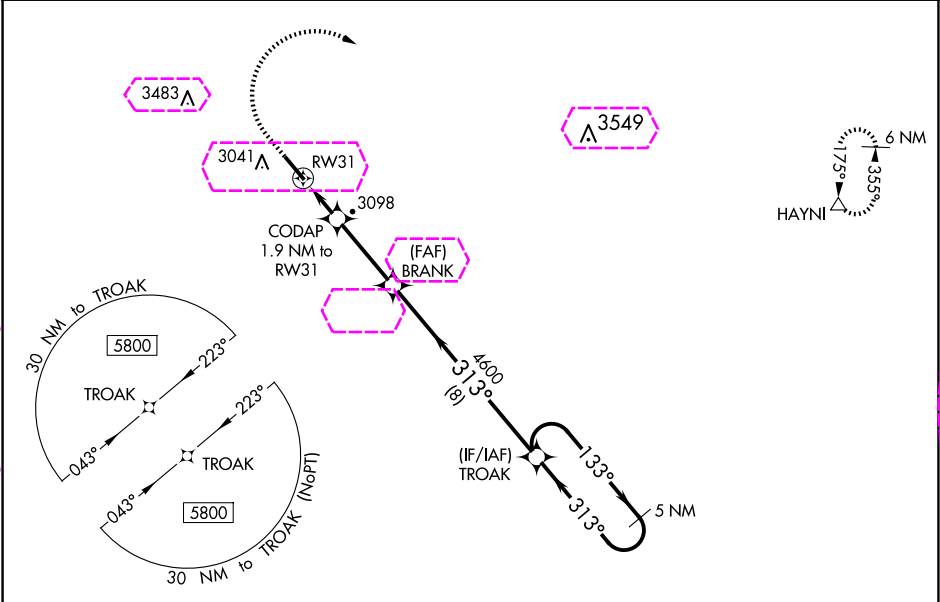 3483
3549
3041
RW31
6 NM
175°
355°
HAYNI
3098
CODAP
1.9 NM to
RW31
(FAF)
BRANK
30 NM to TROAK
5800
223°
TROAK
043°
4600
313°
(8)
223°
TROAK
043°
5800
30 NM to TROAK (NoPT)
(IF/IAF)
TROAK
133°
313°
5 NM